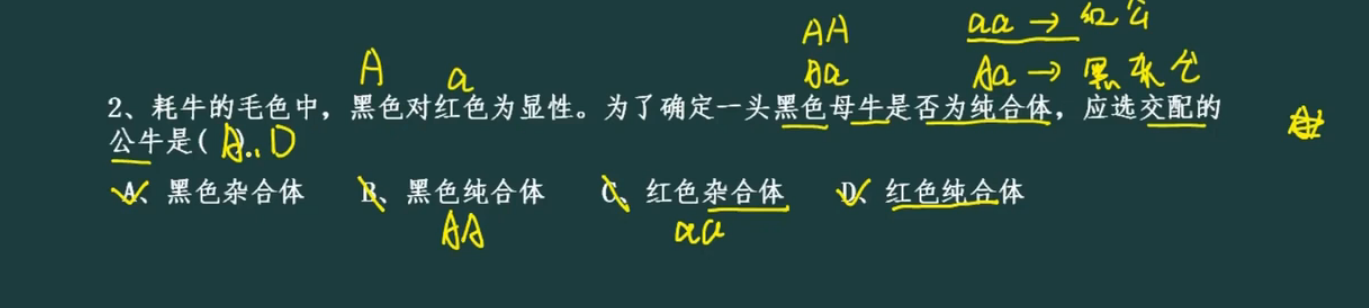 AA aa → 红公
A a Aa Aa → 黑杂公
2、耗牛的毛色中，黑色对红色为显性。为了确定一头黑色母牛是否为纯合体，应选交配的
公牛是( A、D
A、黑色杂合体 B、黑色纯合体 C、红色杂合体 D、红色纯合体
AA aa